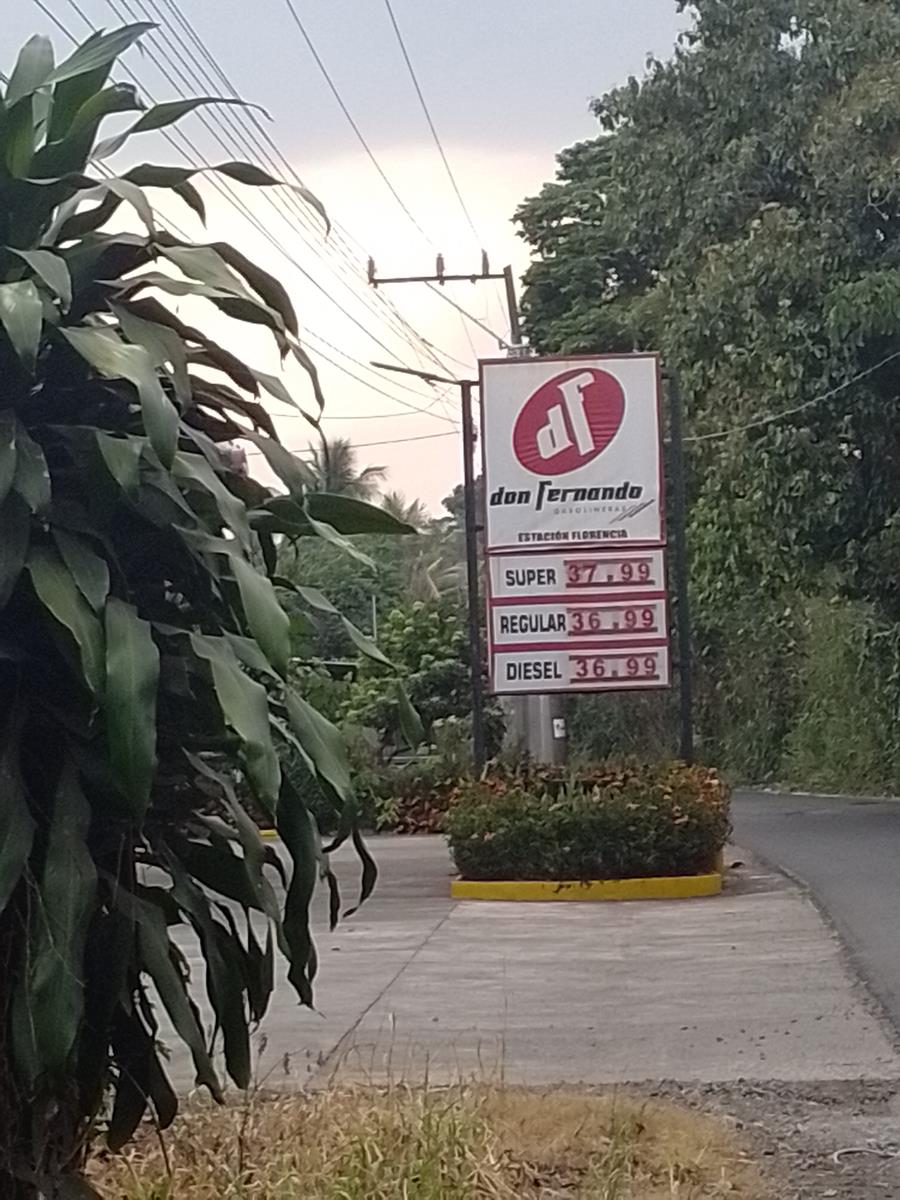 df
don fernando
GASOLINERAS
ESTACIÓN FLORENCIA
SUPER 37.99
REGULAR 36.99
DIESEL 36.99